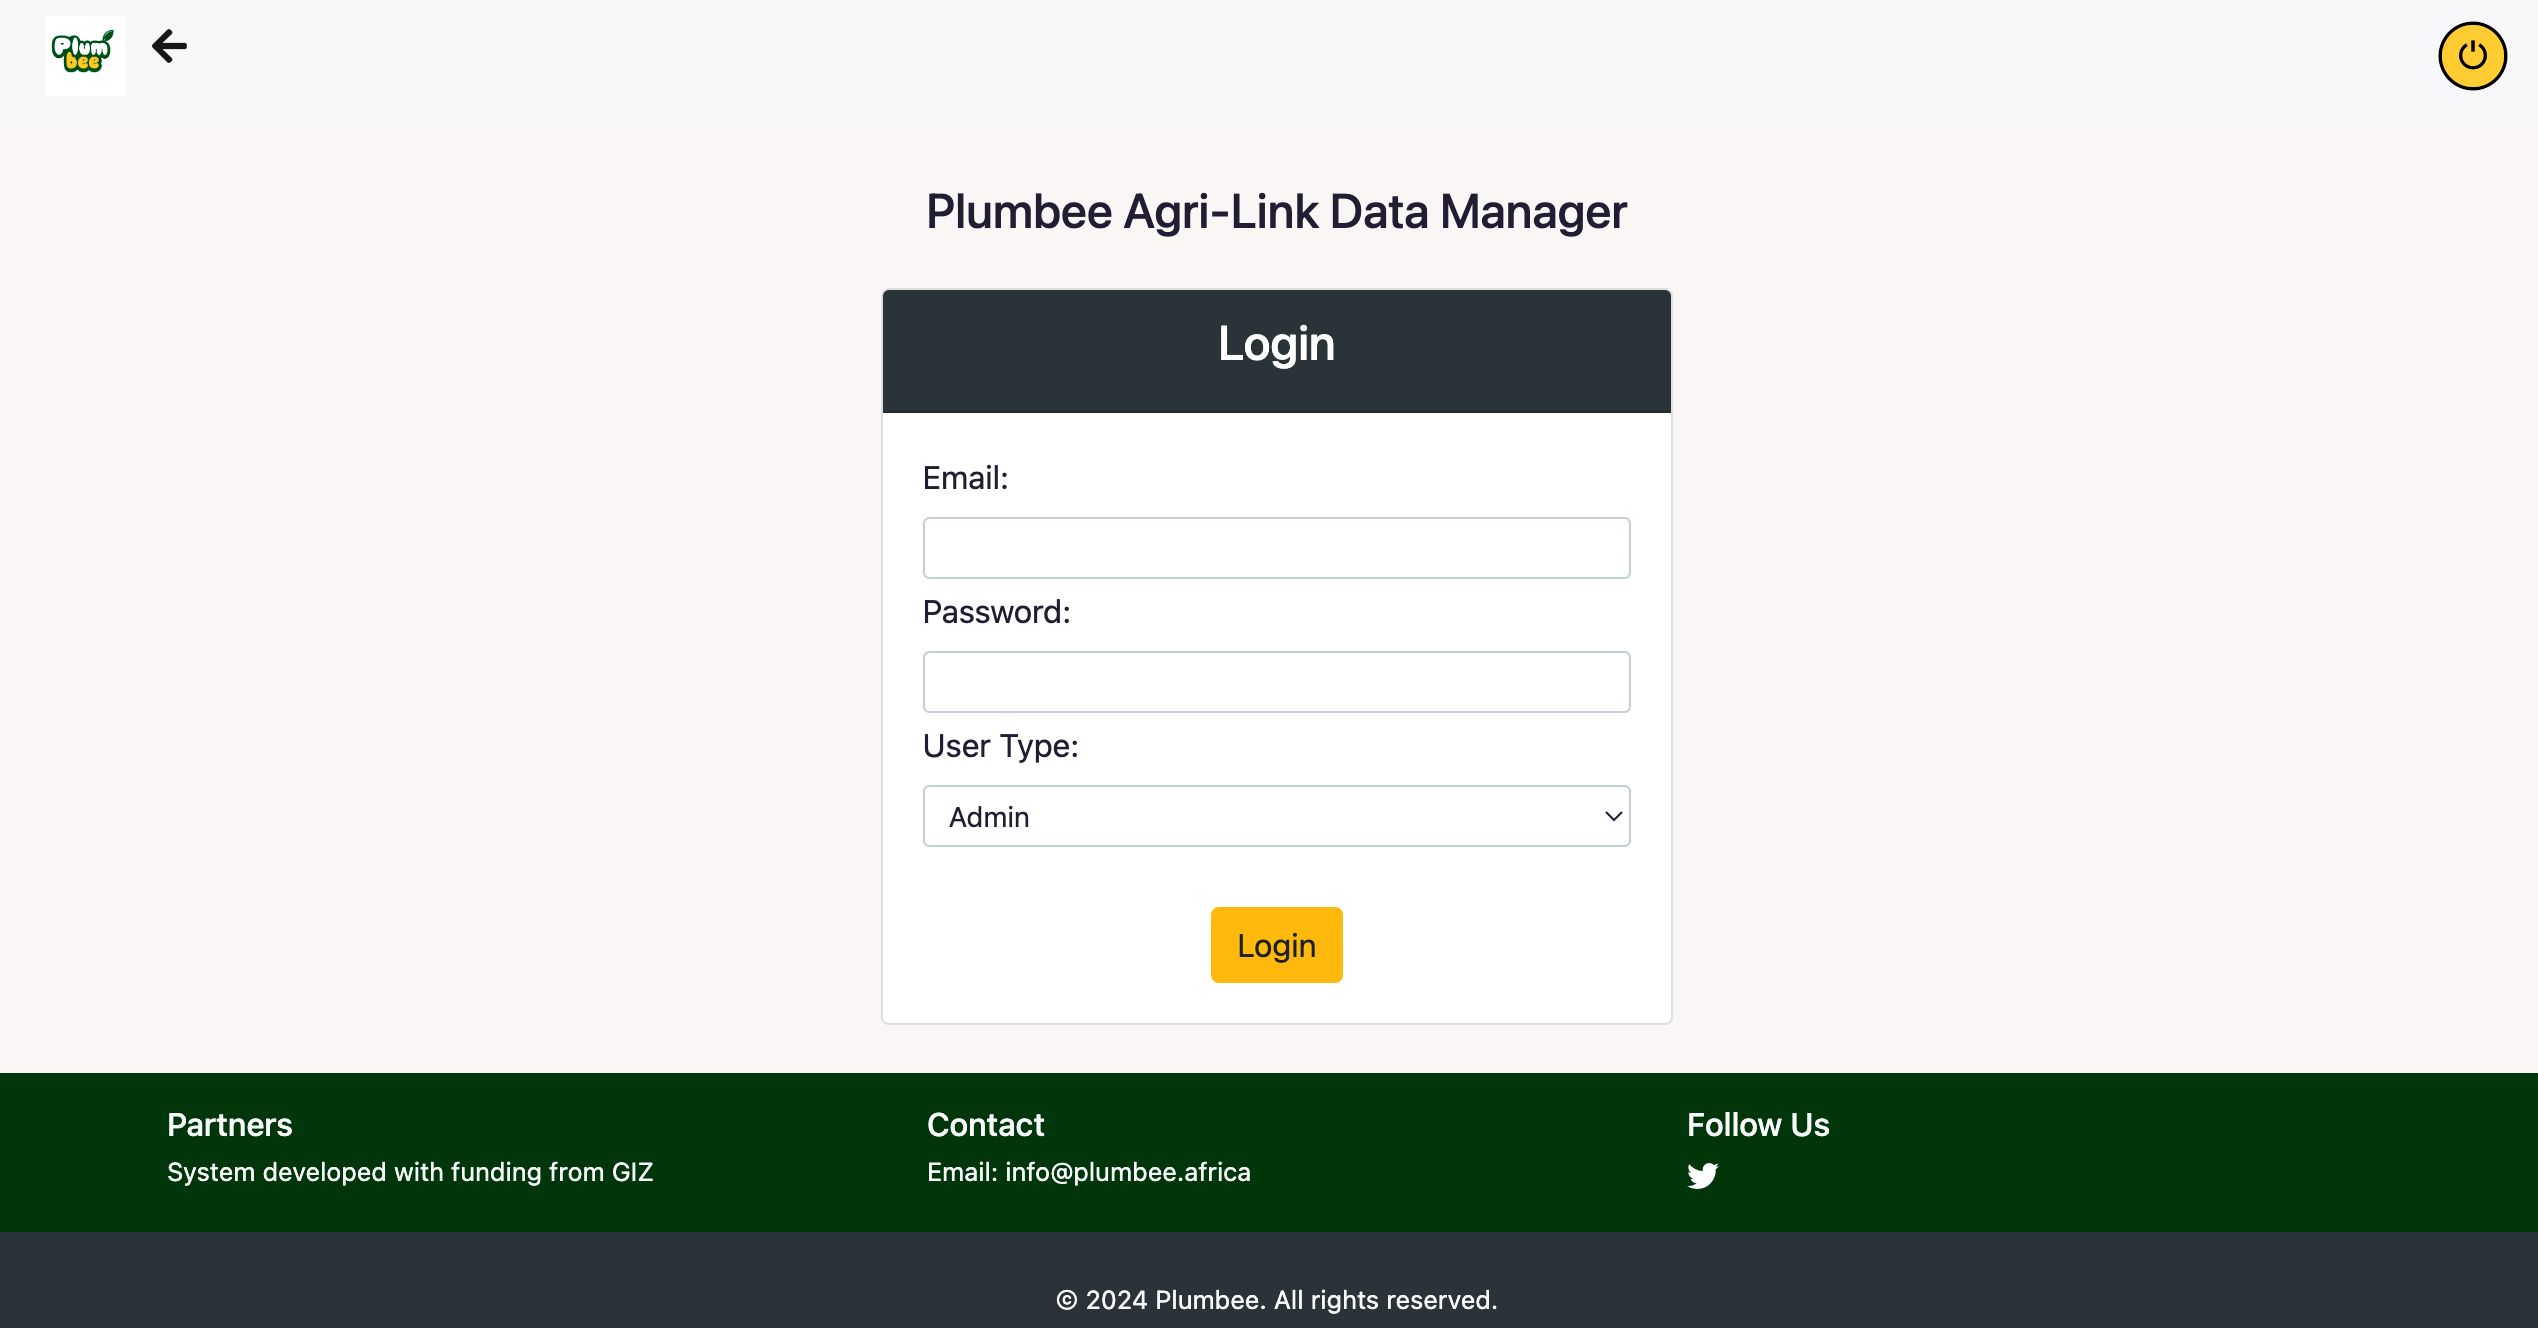 Plum
bee
Plumbee Agri-Link Data Manager
Login
Email:
Password:
User Type:
Admin
Login
Partners
System developed with funding from GIZ
Contact
Email: info@plumbee.africa
Follow Us
© 2024 Plumbee. All rights reserved.